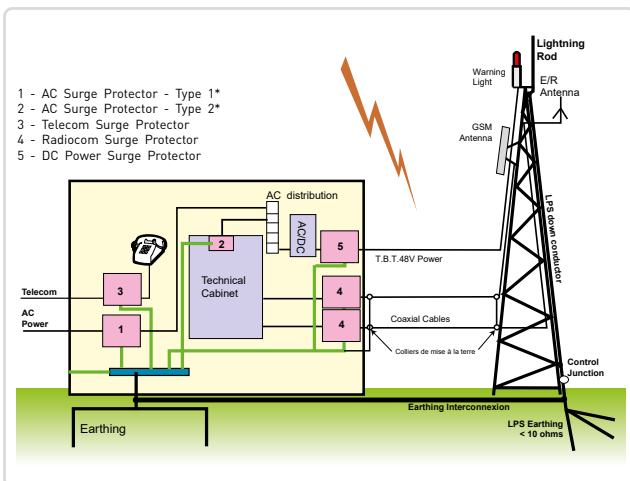 1 - AC Surge Protector - Type 1*
2 - AC Surge Protector - Type 2*
3 - Telecom Surge Protector
4 - Radiocom Surge Protector
5 - DC Power Surge Protector
Lightning
Rod
Warning
Light
E/R
Antenna
GSM
Antenna
LPS down conductor
AC distribution
AC/DC
2
5
T.B.T.48V Power
Technical
Cabinet
Telecom
3
4
AC
Power
1
4
Coaxial Cables
Colliers de mise à la terre
Control
Junction
Earthing Interconnexion
Earthing
LPS Earthing
< 10 ohms